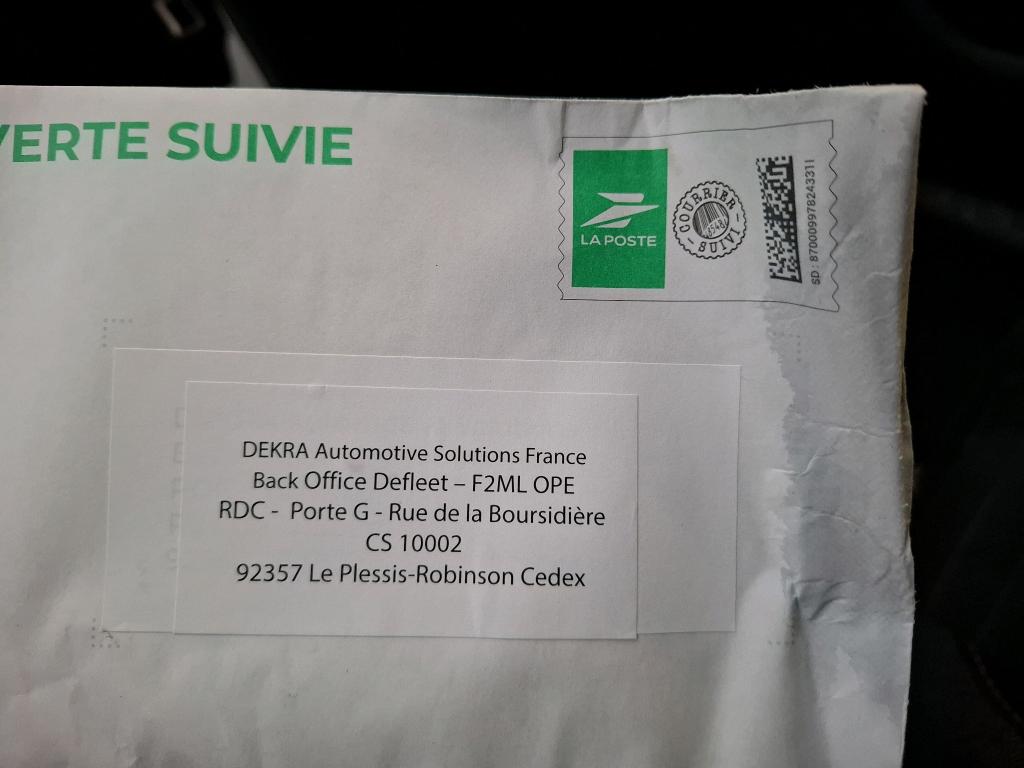 VERTE SUIVIE
LA POSTE
COURRIER
SUIVI
SD : 87000997824331I
DEKRA Automotive Solutions France
Back Office Defleet – F2ML OPE
RDC - Porte G - Rue de la Boursidière
CS 10002
92357 Le Plessis-Robinson Cedex